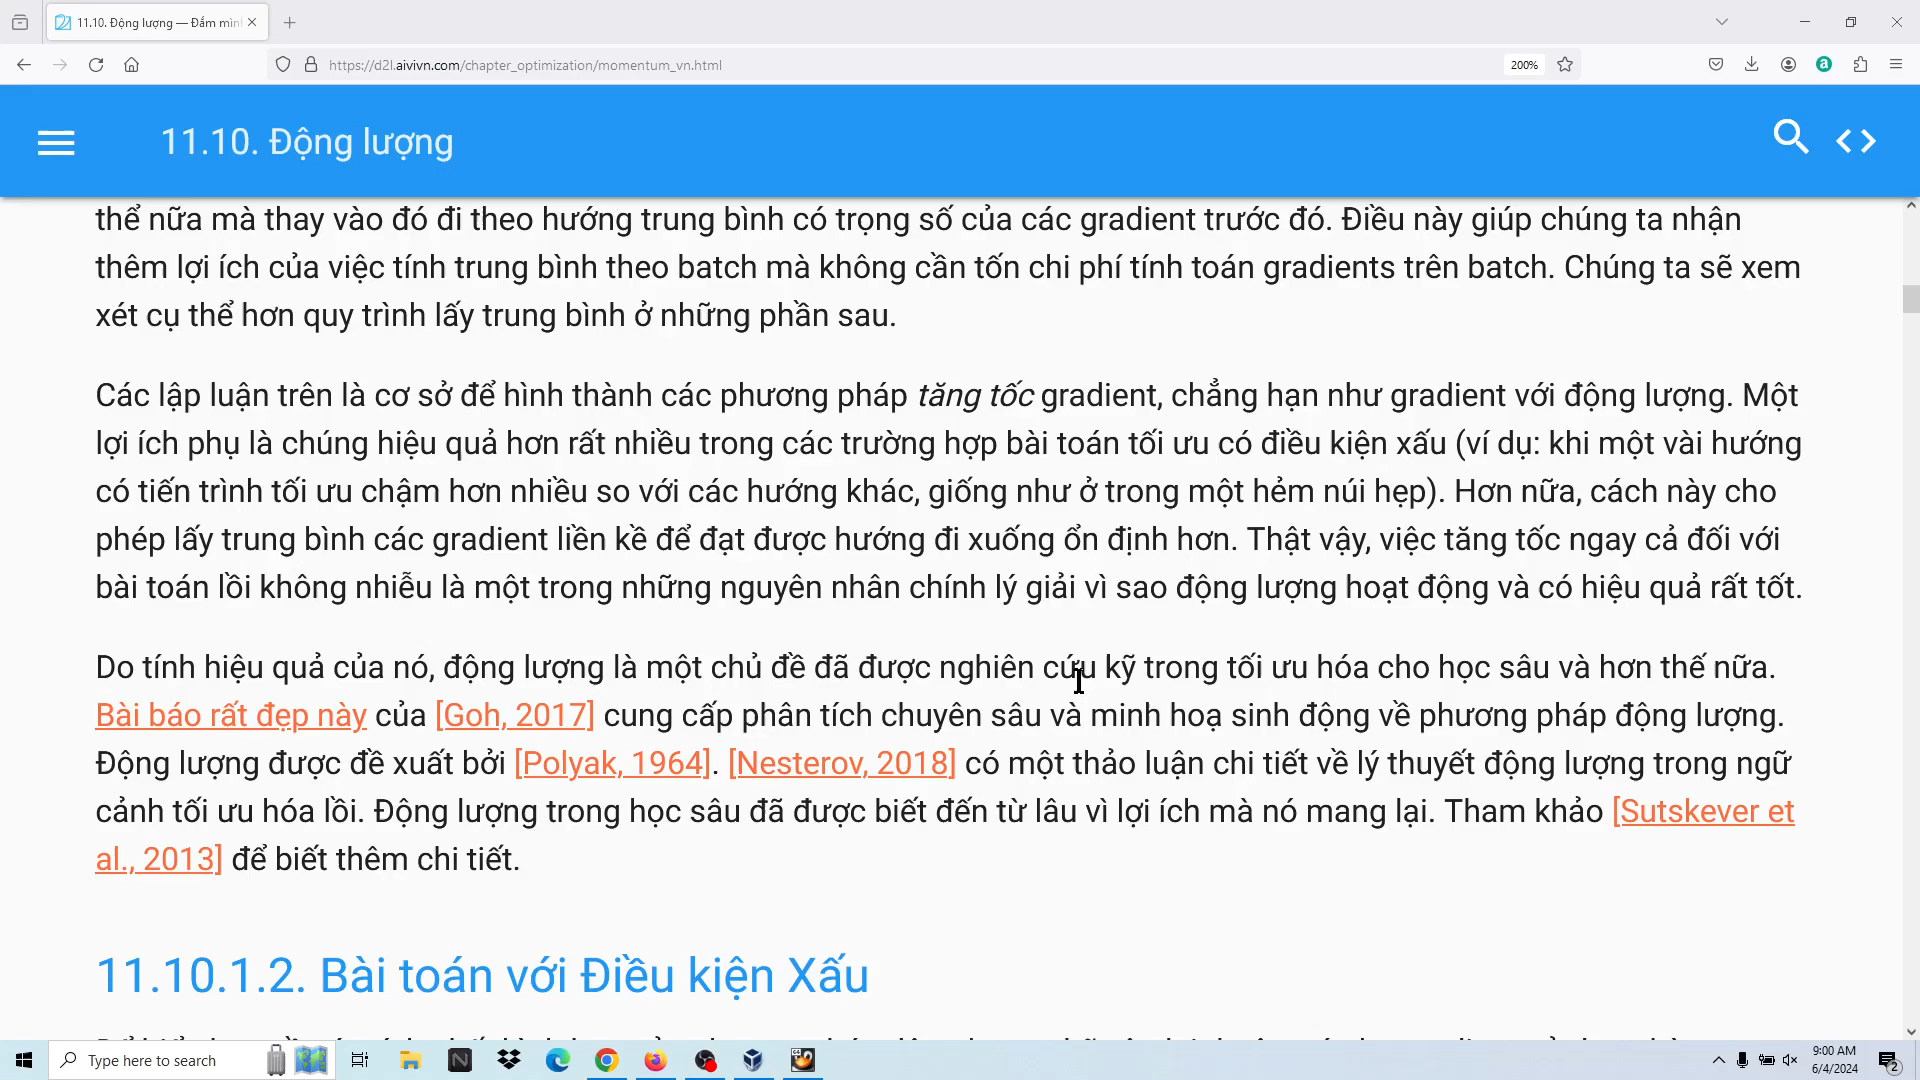 11.10. Động lượng — Đắm mìn
https://d2l.aivivn.com/chapter_optimization/momentum_vn.html
200%
11.10. Động lượng
thể nữa mà thay vào đó đi theo hướng trung bình có trọng số của các gradient trước đó. Điều này giúp chúng ta nhận
thêm lợi ích của việc tính trung bình theo batch mà không cần tốn chi phí tính toán gradients trên batch. Chúng ta sẽ xem
xét cụ thể hơn quy trình lấy trung bình ở những phần sau.
Các lập luận trên là cơ sở để hình thành các phương pháp tăng tốc gradient, chẳng hạn như gradient với động lượng. Một
lợi ích phụ là chúng hiệu quả hơn rất nhiều trong các trường hợp bài toán tối ưu có điều kiện xấu (ví dụ: khi một vài hướng
có tiến trình tối ưu chậm hơn nhiều so với các hướng khác, giống như ở trong một hẻm núi hẹp). Hơn nữa, cách này cho
phép lấy trung bình các gradient liền kề để đạt được hướng đi xuống ổn định hơn. Thật vậy, việc tăng tốc ngay cả đối với
bài toán lồi không nhiễu là một trong những nguyên nhân chính lý giải vì sao động lượng hoạt động và có hiệu quả rất tốt.
Do tính hiệu quả của nó, động lượng là một chủ đề đã được nghiên cứu kỹ trong tối ưu hóa cho học sâu và hơn thế nữa.
Bài báo rất đẹp này của [Goh, 2017] cung cấp phân tích chuyên sâu và minh hoạ sinh động về phương pháp động lượng.
Động lượng được đề xuất bởi [Polyak, 1964]. [Nesterov, 2018] có một thảo luận chi tiết về lý thuyết động lượng trong ngữ
cảnh tối ưu hóa lồi. Động lượng trong học sâu đã được biết đến từ lâu vì lợi ích mà nó mang lại. Tham khảo [Sutskever et
al., 2013] để biết thêm chi tiết.
11.10.1.2. Bài toán với Điều kiện Xấu
Type here to search
9:00 AM
6/4/2024
2